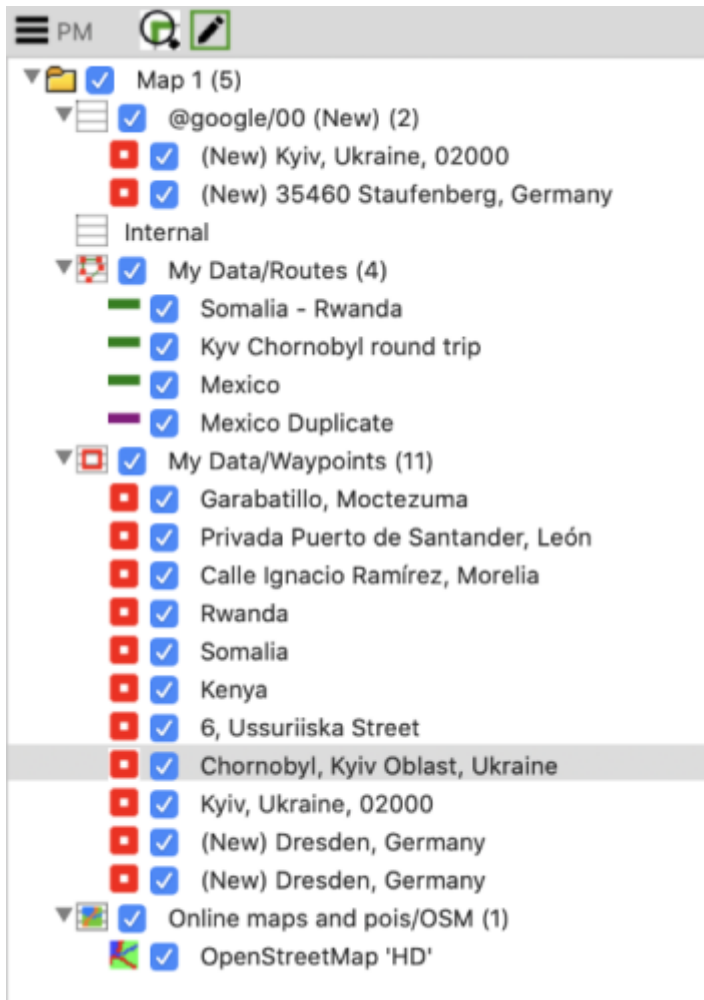 PM
Map 1 (5)
@google/00 (New) (2)
(New) Kyiv, Ukraine, 02000
(New) 35460 Staufenberg, Germany
Internal
My Data/Routes (4)
Somalia - Rwanda
Kyv Chornobyl round trip
Mexico
Mexico Duplicate
My Data/Waypoints (11)
Garabatillo, Moctezuma
Privada Puerto de Santander, León
Calle Ignacio Ramírez, Morelia
Rwanda
Somalia
Kenya
6, Ussuriiska Street
Chornobyl, Kyiv Oblast, Ukraine
Kyiv, Ukraine, 02000
(New) Dresden, Germany
(New) Dresden, Germany
Online maps and pois/OSM (1)
OpenStreetMap 'HD'